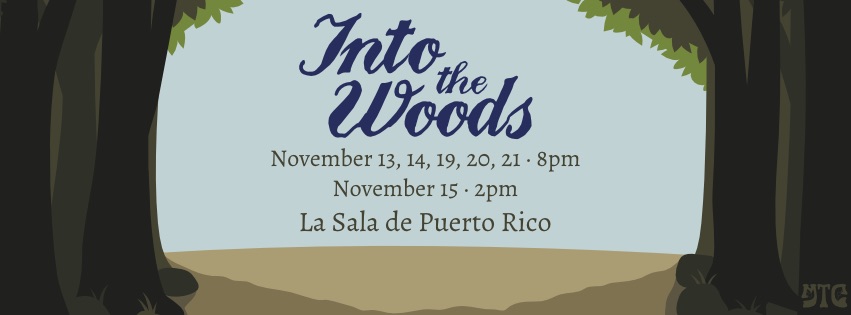 Into
the
Woods
November 13, 14, 19, 20, 21 · 8pm
November 15 · 2pm
La Sala de Puerto Rico
MTG